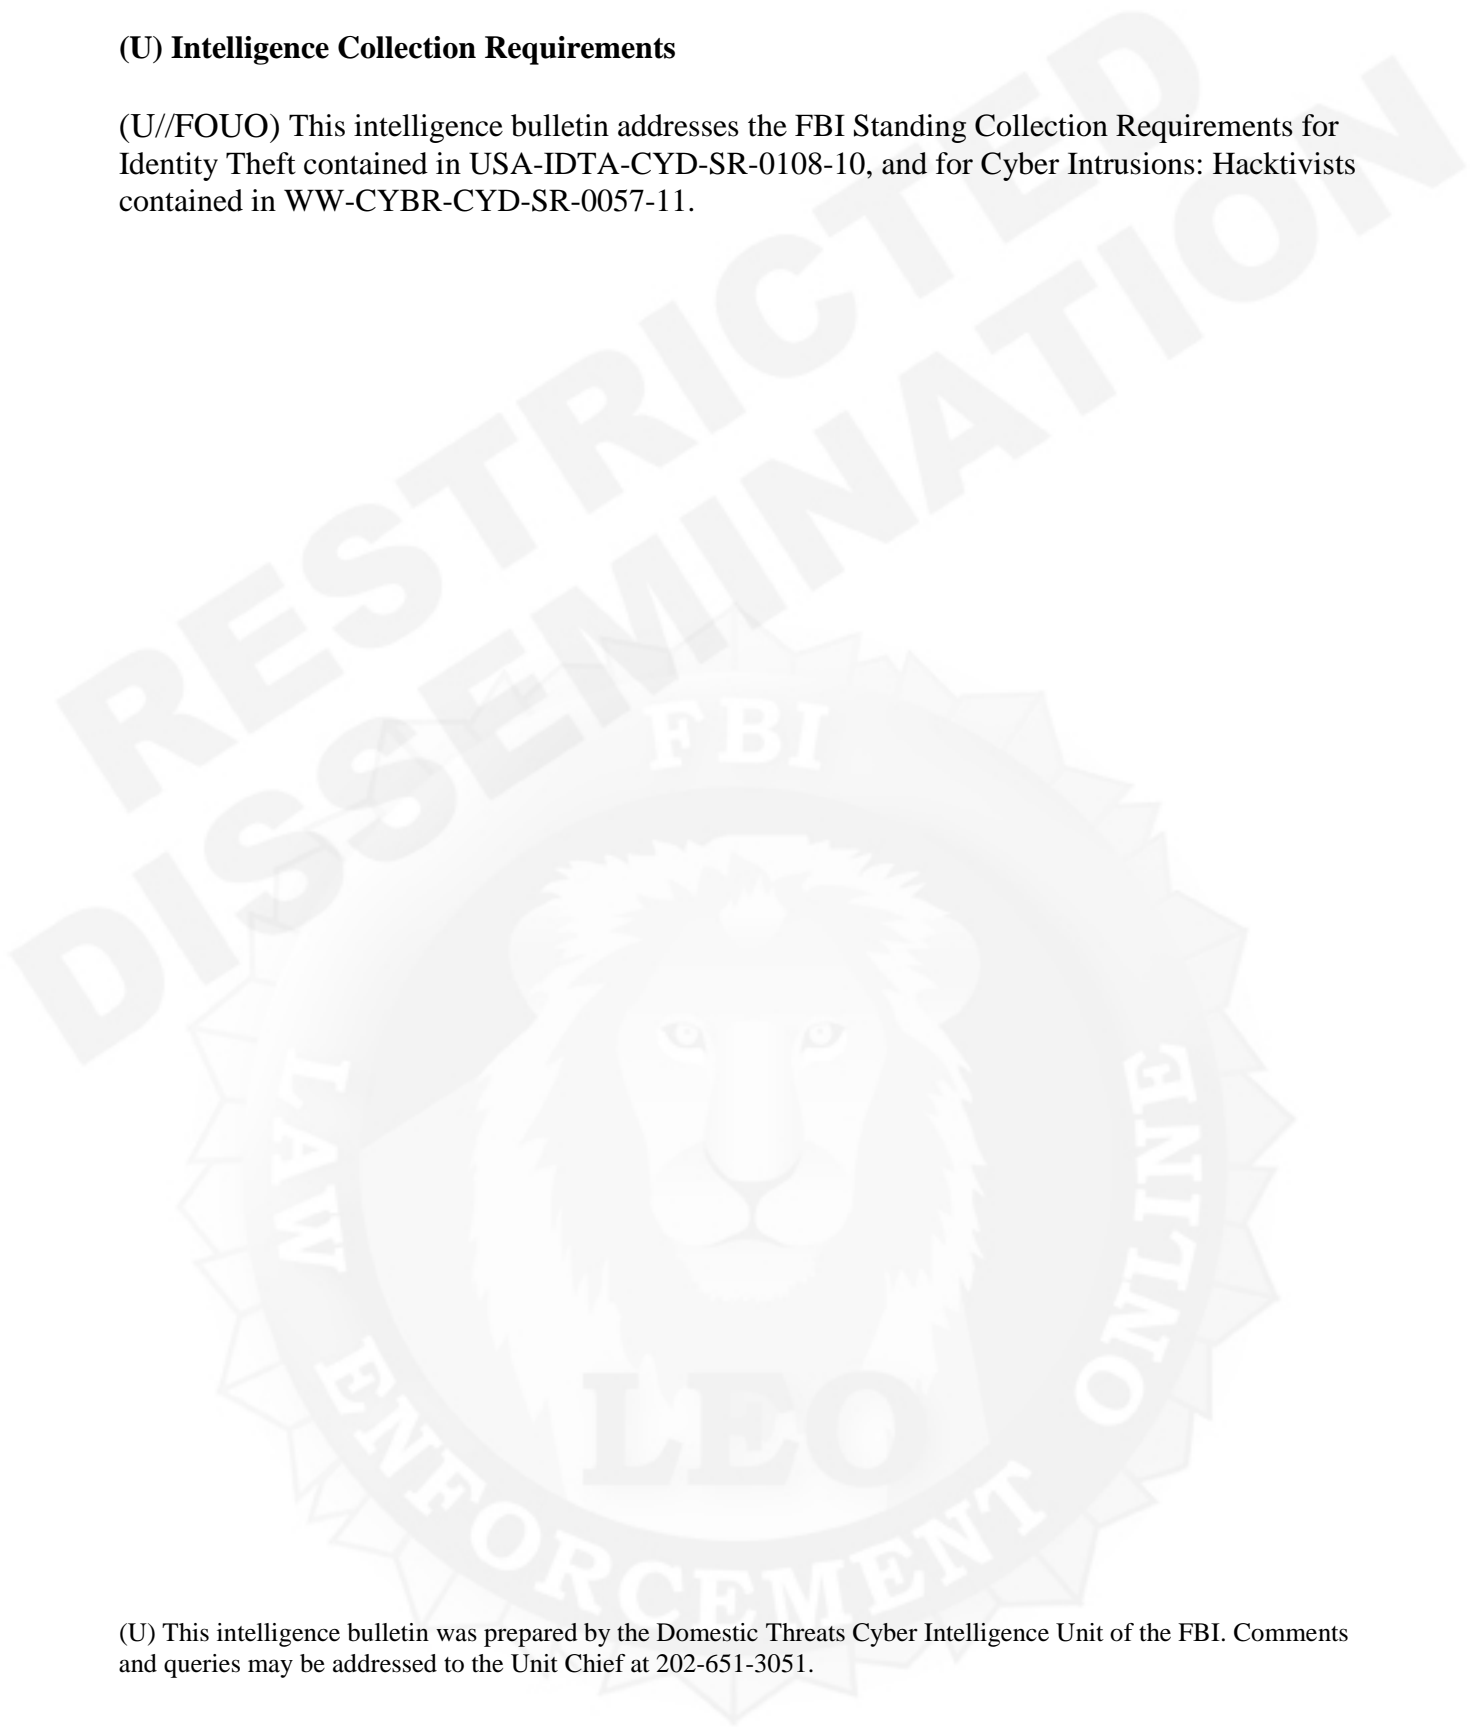 (U) Intelligence Collection Requirements
(U//FOUO) This intelligence bulletin addresses the FBI Standing Collection Requirements for
Identity Theft contained in USA-IDTA-CYD-SR-0108-10, and for Cyber Intrusions: Hacktivists
contained in WW-CYBR-CYD-SR-0057-11.
RESTRICTED
DISSEMINATION
FBI
LAW ENFORCEMENT ONLINE
LEO
(U) This intelligence bulletin was prepared by the Domestic Threats Cyber Intelligence Unit of the FBI. Comments
and queries may be addressed to the Unit Chief at 202-651-3051.